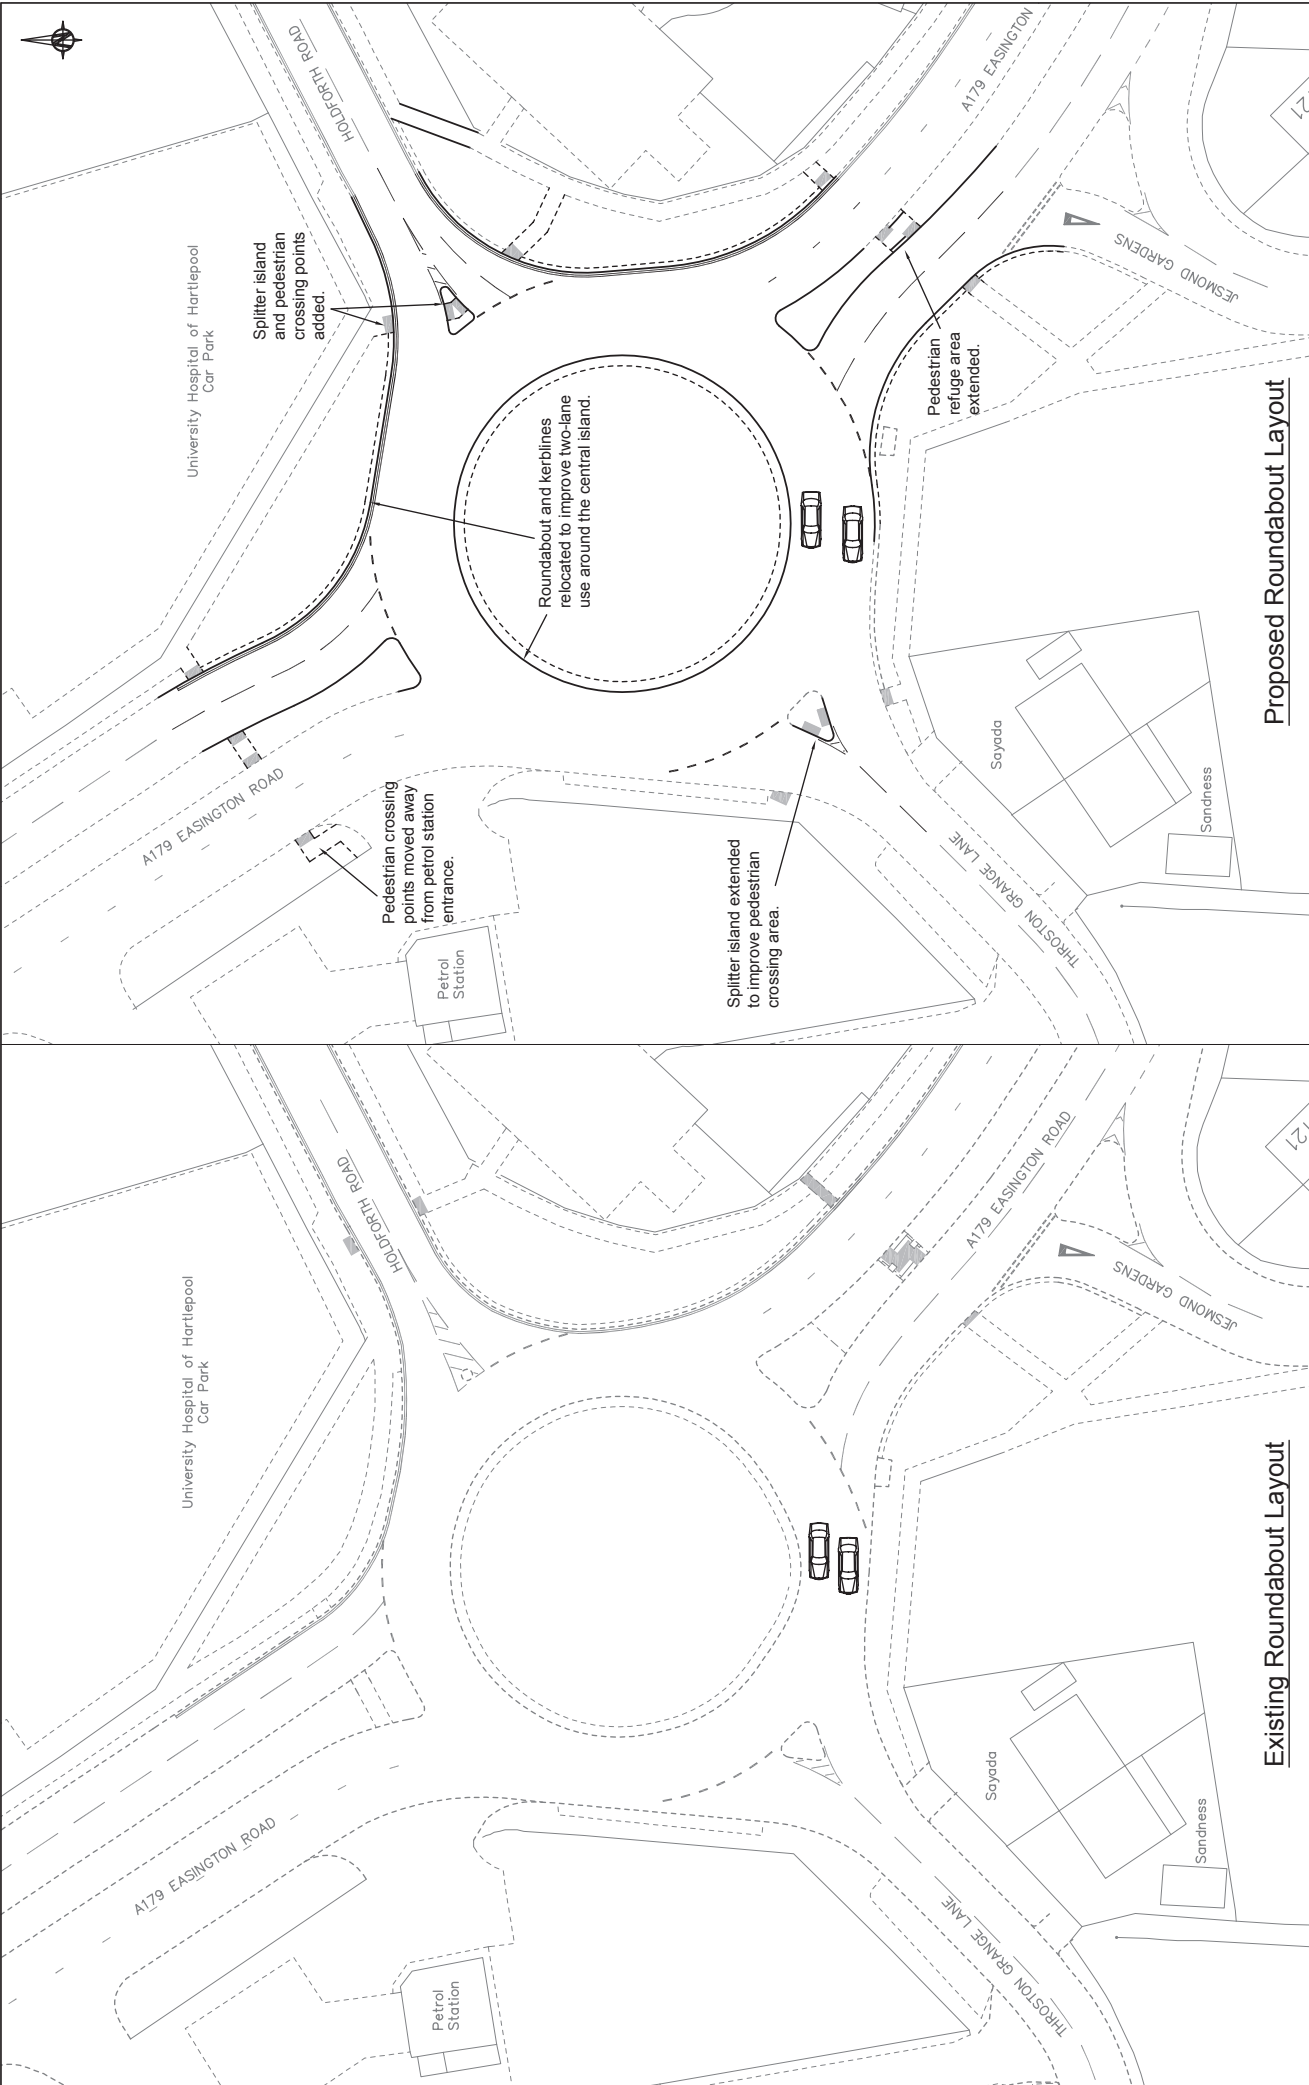 University Hospital of Hartlepool
Car Park
HOLDFORTH ROAD
A179 EASINGTON ROAD
Petrol
Station
A179 EASINGTON ROAD
THROSTON GRANGE LANE
Sayada
Sandness
JESMOND GARDENS
21
Existing Roundabout Layout
N
University Hospital of Hartlepool
Car Park
HOLDFORTH ROAD
Splitter island
and pedestrian
crossing points
added.
A179 EASINGTON ROAD
Pedestrian crossing
points moved away
from petrol station
entrance.
Petrol
Station
Roundabout and kerblines
relocated to improve two-lane
use around the central island.
A179 EASINGTON
Splitter island extended
to improve pedestrian
crossing area.
Pedestrian
refuge area
extended.
THROSTON GRANGE LANE
Sayada
Sandness
JESMOND GARDENS
21
Proposed Roundabout Layout